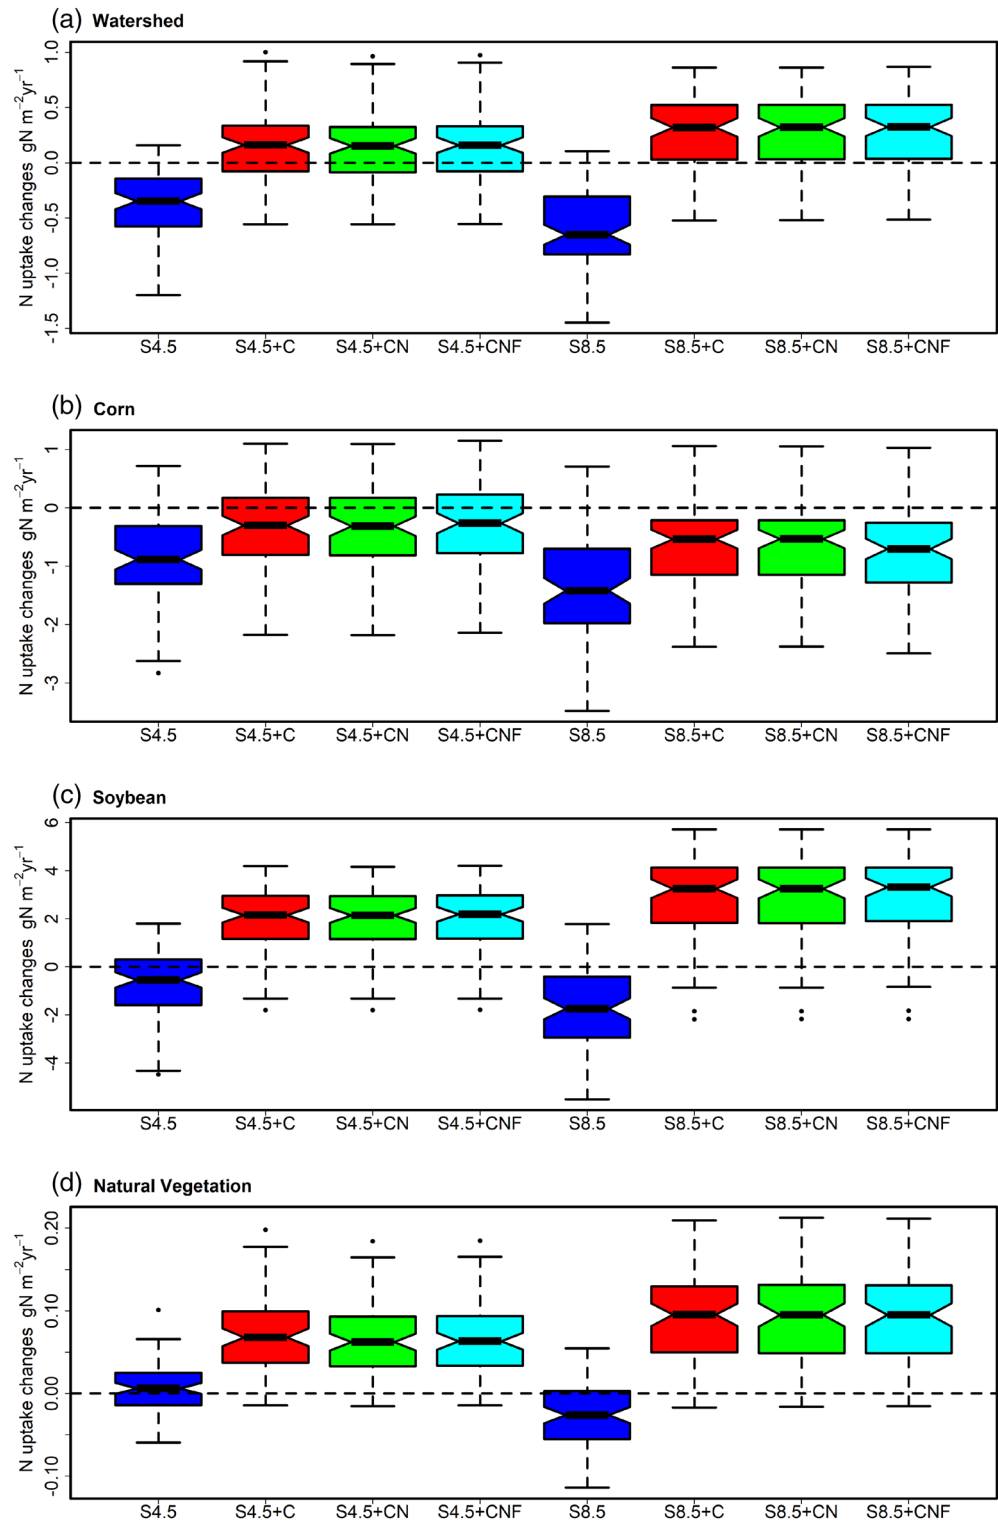 (a) Watershed
N uptake changes gN m⁻²yr⁻¹
1.0
0.5
0.0
-0.5
-1.0
-1.5
S4.5 S4.5+C S4.5+CN S4.5+CNF S8.5 S8.5+C S8.5+CN S8.5+CNF
(b) Corn
N uptake changes gN m⁻²yr⁻¹
1
0
-1
-2
-3
S4.5 S4.5+C S4.5+CN S4.5+CNF S8.5 S8.5+C S8.5+CN S8.5+CNF
(c) Soybean
N uptake changes gN m⁻²yr⁻¹
6
4
2
0
-2
-4
S4.5 S4.5+C S4.5+CN S4.5+CNF S8.5 S8.5+C S8.5+CN S8.5+CNF
(d) Natural Vegetation
N uptake changes gN m⁻²yr⁻¹
0.20
0.10
0.00
-0.10
S4.5 S4.5+C S4.5+CN S4.5+CNF S8.5 S8.5+C S8.5+CN S8.5+CNF